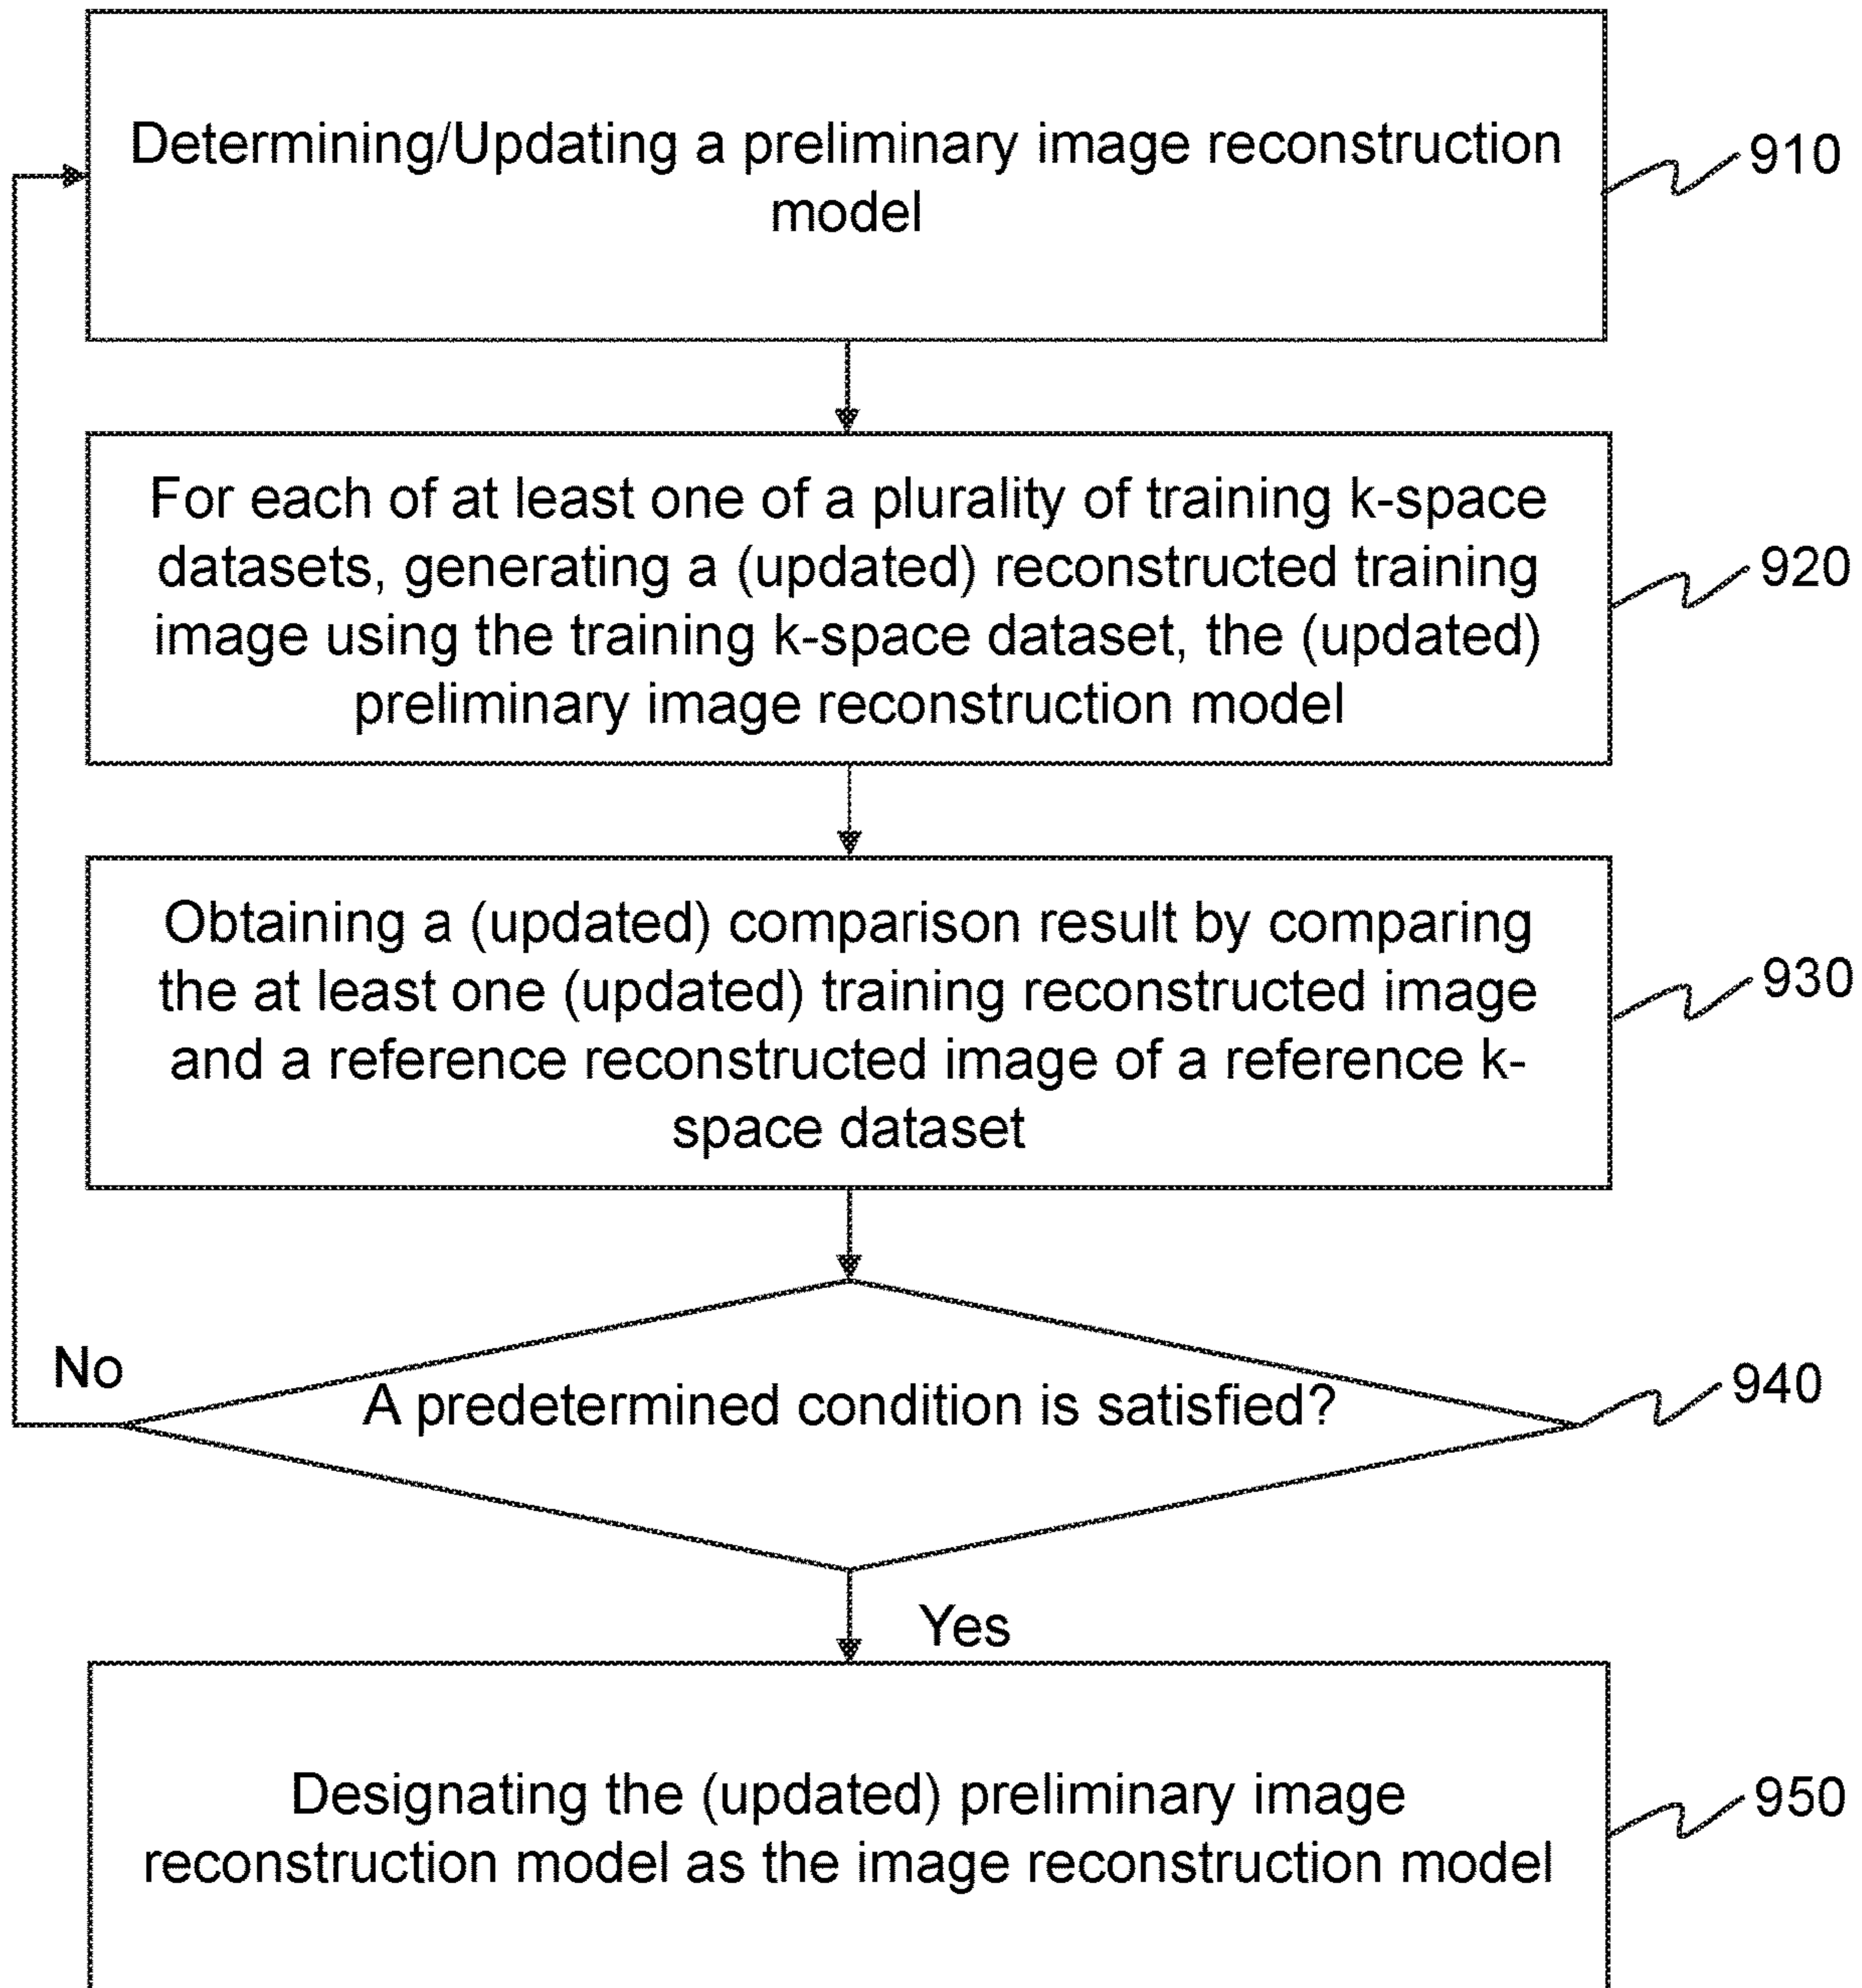 Determining/Updating a preliminary image reconstruction
model
910
For each of at least one of a plurality of training k-space
datasets, generating a (updated) reconstructed training
image using the training k-space dataset, the (updated)
preliminary image reconstruction model
920
Obtaining a (updated) comparison result by comparing
the at least one (updated) training reconstructed image
and a reference reconstructed image of a reference k-
space dataset
930
No
A predetermined condition is satisfied?
940
Yes
Designating the (updated) preliminary image
reconstruction model as the image reconstruction model
950